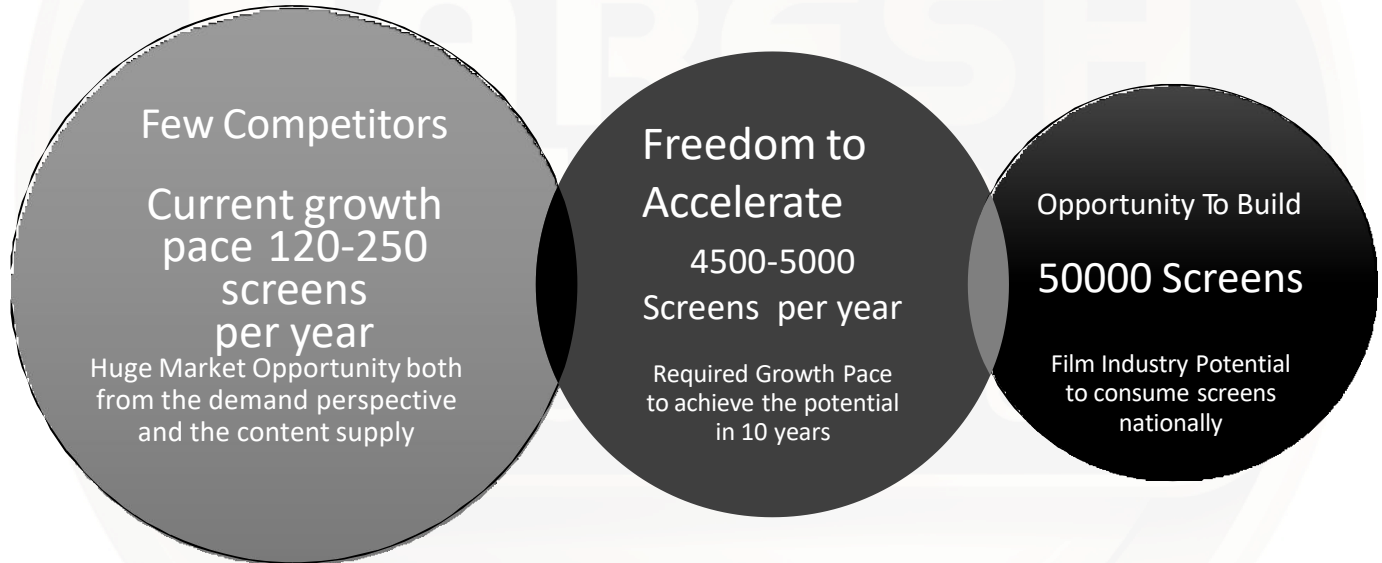 Few Competitors
Current growth
pace 120-250
screens
per year
Huge Market Opportunity both
from the demand perspective
and the content supply
Freedom to
Accelerate
4500-5000
Screens per year
Required Growth Pace
to achieve the potential
in 10 years
Opportunity To Build
50000 Screens
Film Industry Potential
to consume screens
nationally